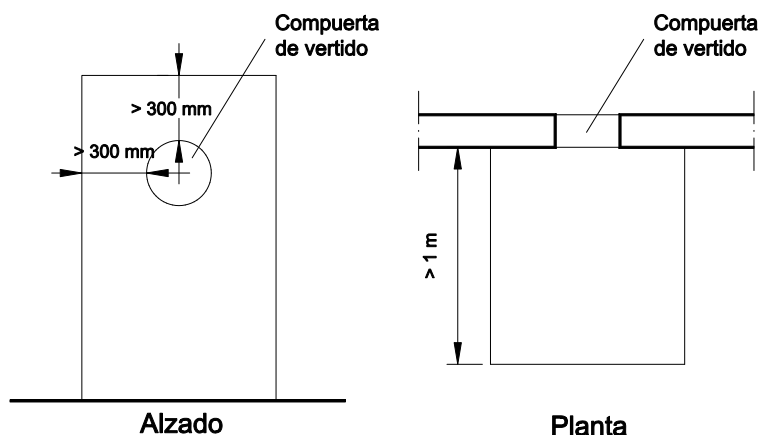 Compuerta
de vertido
> 300 mm
> 300 mm
Alzado
Compuerta
de vertido
> 1 m
Planta